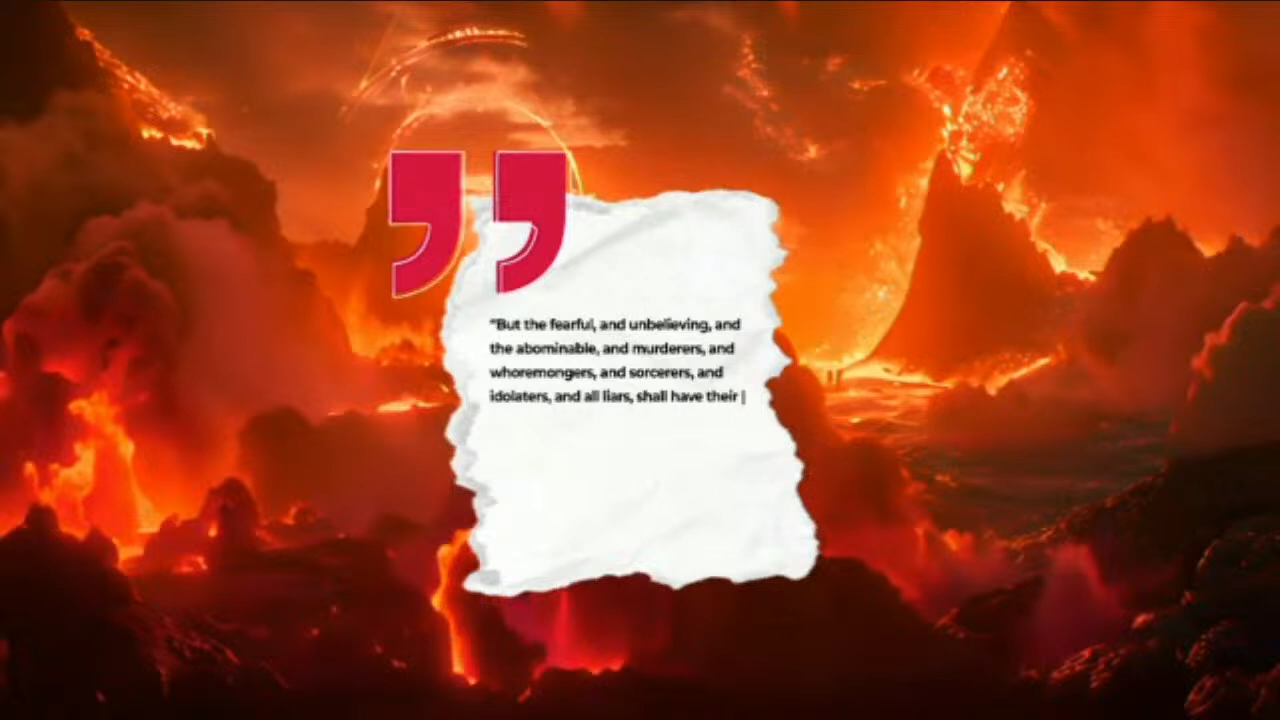 "But the fearful, and unbelieving, and
the abominable, and murderers, and
whoremongers, and sorcerers, and
idolaters, and all liars, shall have their |